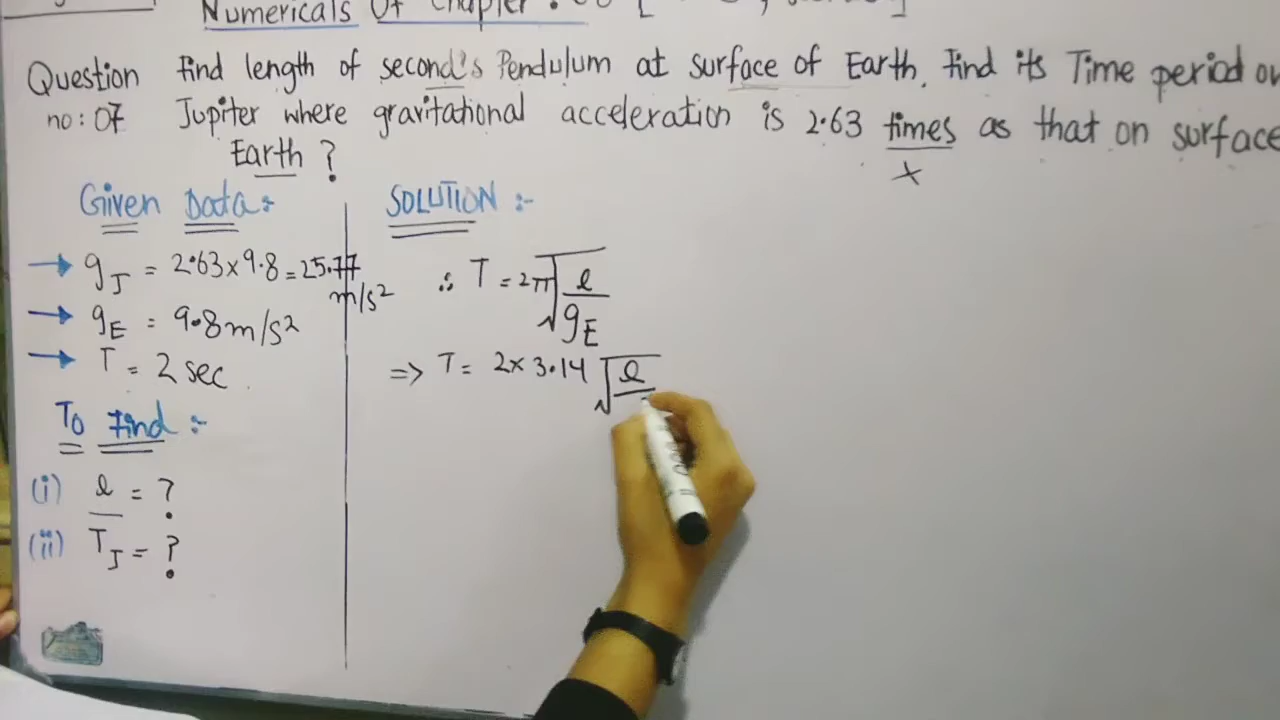 Numericals Of Chapter :
Question no: 07
Find length of second's Pendulum at surface of Earth. Find its Time period on
Jupiter where gravitational acceleration is 2.63 times as that on surface
Earth ?
x
Given Data:-
→ gJ = 2.63 x 9.8 = 25.77 m/s²
→ gE = 9.8 m/s²
→ T = 2 sec
To Find :-
(i) l = ?
(ii) TJ = ?
SOLUTION :-
∴ T = 2π√(l/gE)
=> T = 2 x 3.14 √(l/